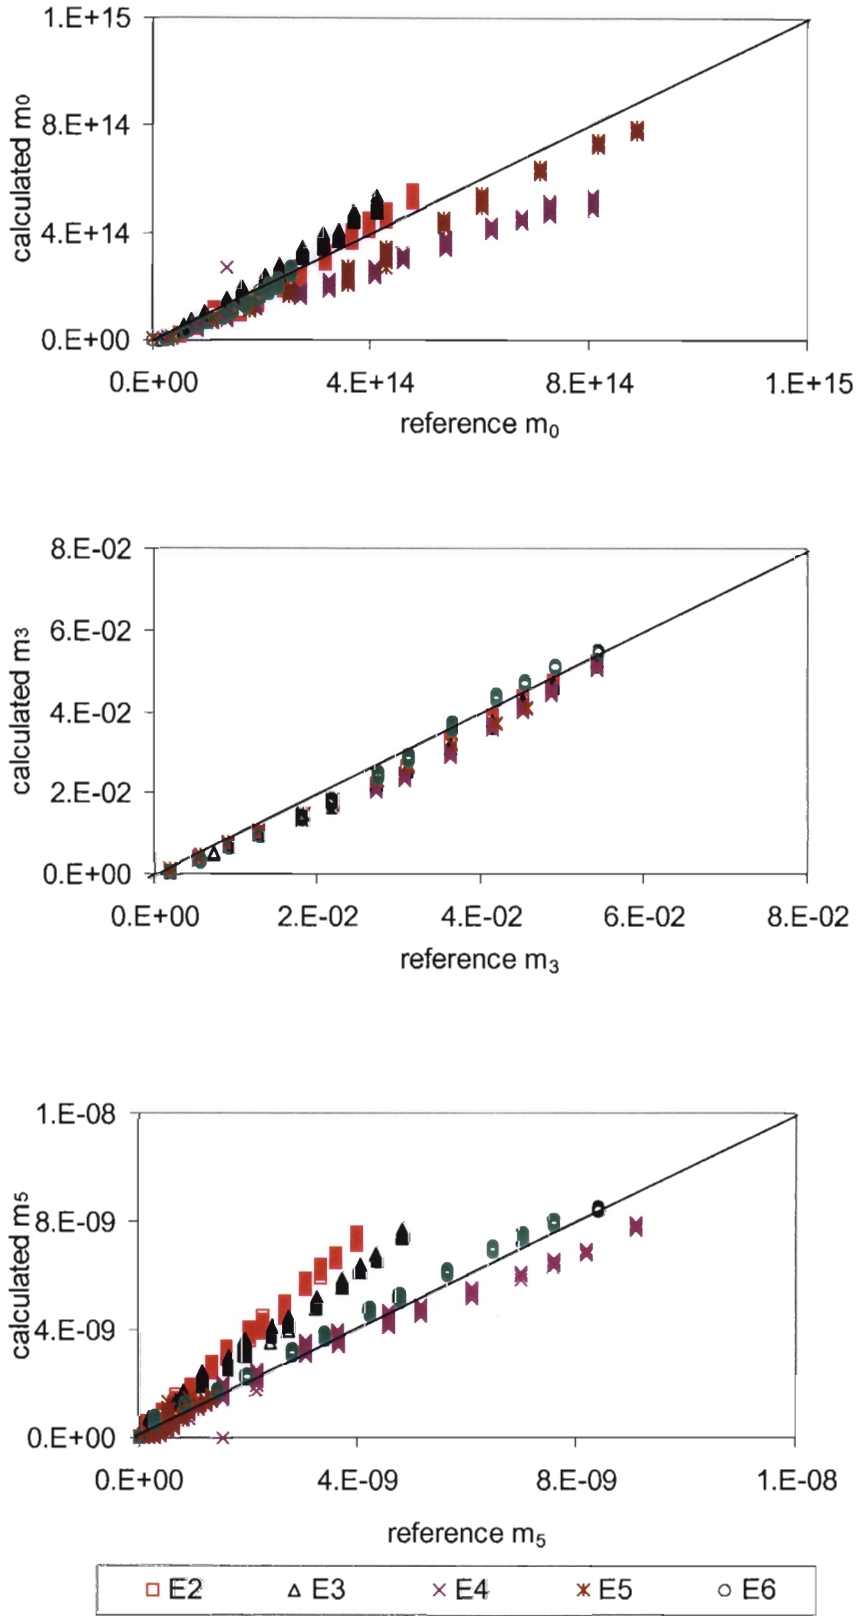 1.E+15
8.E+14
4.E+14
0.E+00
calculated m0
0.E+00 4.E+14 8.E+14 1.E+15
reference m0
8.E-02
6.E-02
4.E-02
2.E-02
0.E+00
calculated m3
0.E+00 2.E-02 4.E-02 6.E-02 8.E-02
reference m3
1.E-08
8.E-09
4.E-09
0.E+00
calculated m5
0.E+00 4.E-09 8.E-09 1.E-08
reference m5
E2 E3 E4 E5 E6